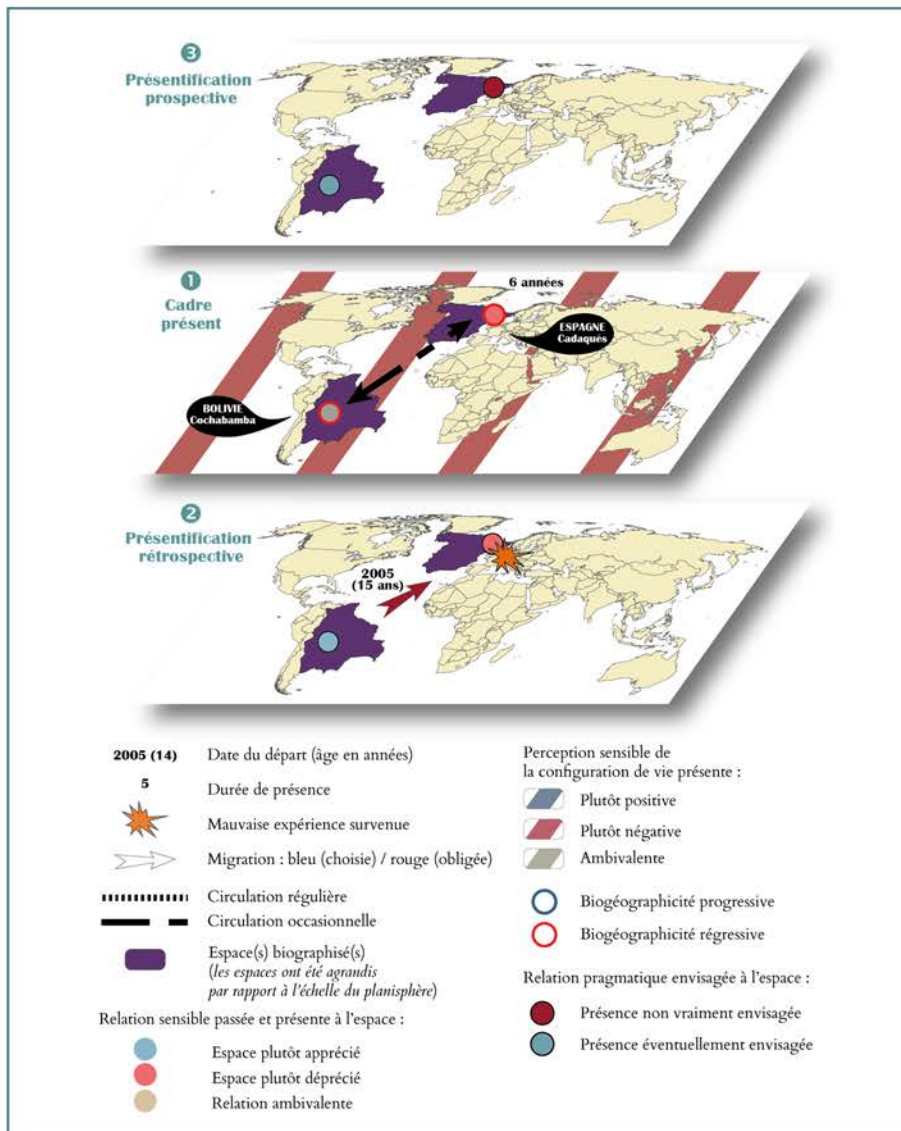 3
Présentification
prospective
1
Cadre
présent
6 années
ESPAGNE
Cadaqués
BOLIVIE
Cochabamba
2
Présentification
rétrospective
2005
(15 ans)
2005 (14) Date du départ (âge en années)
5 Durée de présence
Mauvaise expérience survenue
Migration : bleu (choisie) / rouge (obligée)
Circulation régulière
Circulation occasionnelle
Espace(s) biographisé(s)
(les espaces ont été agrandis
par rapport à l'échelle du planisphère)
Relation sensible passée et présente à l'espace :
Espace plutôt apprécié
Espace plutôt déprécié
Relation ambivalente
Perception sensible de
la configuration de vie présente :
Plutôt positive
Plutôt négative
Ambivalente
Biogéographicité progressive
Biogéographicité régressive
Relation pragmatique envisagée à l'espace :
Présence non vraiment envisagée
Présence éventuellement envisagée